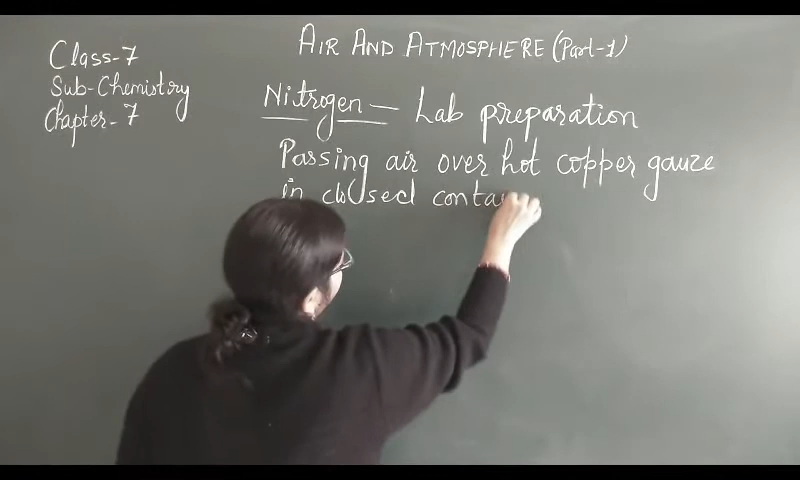 Class-7
Sub-Chemistry
Chapter-7
AIR AND ATMOSPHERE (Part-1)
Nitrogen — Lab preparation
Passing air over hot copper gauze
in closed conta